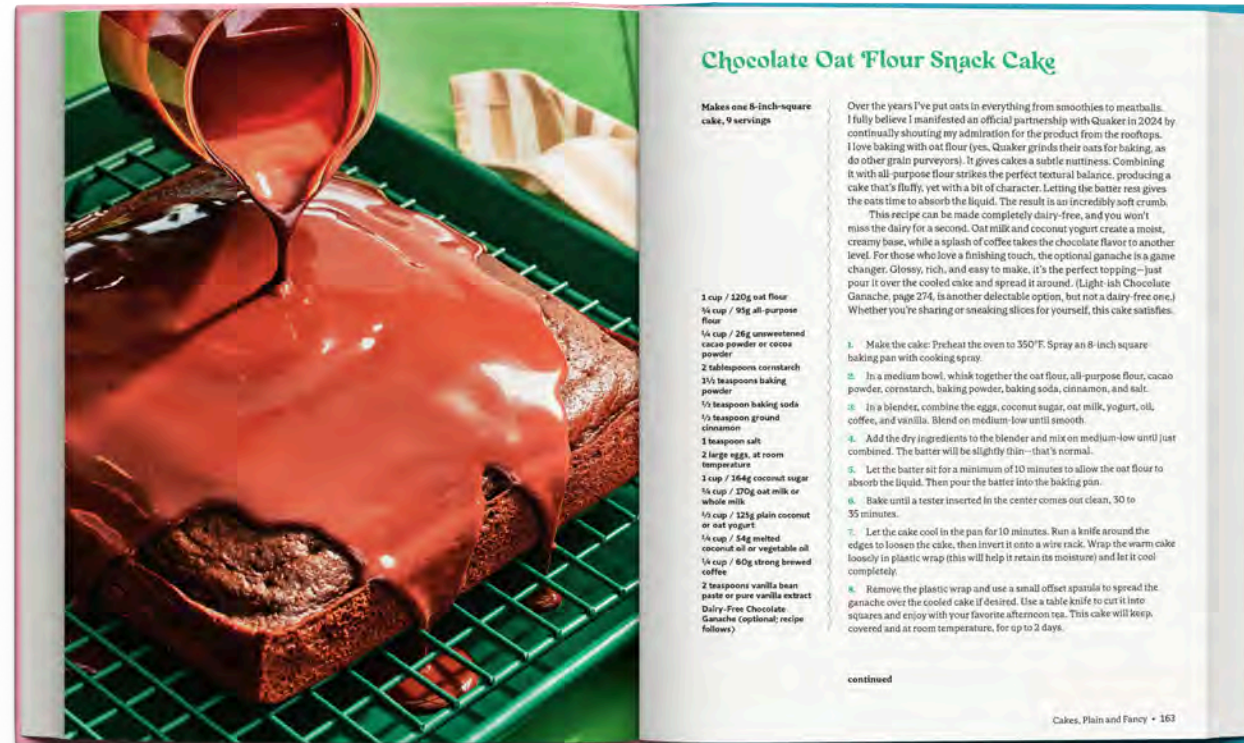 Chocolate Oat Flour Snack Cake
Makes one 8-inch-square
cake, 9 servings
1 cup / 120g oat flour
¾ cup / 95g all-purpose
flour
¼ cup / 26g unsweetened
cacao powder or cocoa
powder
2 tablespoons cornstarch
3½ teaspoons baking
powder
½ teaspoon baking soda
½ teaspoon ground
cinnamon
1 teaspoon salt
2 large eggs, at room
temperature
1 cup / 164g coconut sugar
¾ cup / 170g oat milk or
whole milk
½ cup / 125g plain coconut
or oat yogurt
¼ cup / 54g melted
coconut oil or vegetable oil
¼ cup / 60g strong brewed
coffee
2 teaspoons vanilla bean
paste or pure vanilla extract
Dairy-Free Chocolate
Ganache (optional; recipe
follows)
Over the years I've put oats in everything from smoothies to meatballs.
I fully believe I manifested an official partnership with Quaker in 2024 by
continually shouting my admiration for the product from the rooftops.
I love baking with oat flour (yes, Quaker grinds their oats for baking, as
do other grain purveyors). It gives cakes a subtle nuttiness. Combining
it with all-purpose flour strikes the perfect textural balance, producing a
cake that's fluffy, yet with a bit of character. Letting the batter rest gives
the oats time to absorb the liquid. The result is an incredibly soft crumb.
This recipe can be made completely dairy-free, and you won't
miss the dairy for a second. Oat milk and coconut yogurt create a moist,
creamy base, while a splash of coffee takes the chocolate flavor to another
level. For those who love a finishing touch, the optional ganache is a game
changer. Glossy, rich, and easy to make, it's the perfect topping—just
pour it over the cooled cake and spread it around. (Light-ish Chocolate
Ganache, page 274, is another delectable option, but not a dairy-free one.)
Whether you're sharing or sneaking slices for yourself, this cake satisfies.
1. Make the cake: Preheat the oven to 350°F. Spray an 8-inch square
baking pan with cooking spray.
2. In a medium bowl, whisk together the oat flour, all-purpose flour, cacao
powder, cornstarch, baking powder, baking soda, cinnamon, and salt.
3. In a blender, combine the eggs, coconut sugar, oat milk, yogurt, oil,
coffee, and vanilla. Blend on medium-low until smooth.
4. Add the dry ingredients to the blender and mix on medium-low until just
combined. The batter will be slightly thin—that's normal.
5. Let the batter sit for a minimum of 10 minutes to allow the oat flour to
absorb the liquid. Then pour the batter into the baking pan.
6. Bake until a tester inserted in the center comes out clean, 30 to
35 minutes.
7. Let the cake cool in the pan for 10 minutes. Run a knife around the
edges to loosen the cake, then invert it onto a wire rack. Wrap the warm cake
loosely in plastic wrap (this will help it retain its moisture) and let it cool
completely.
8. Remove the plastic wrap and use a small offset spatula to spread the
ganache over the cooled cake if desired. Use a table knife to cut it into
squares and enjoy with your favorite afternoon tea. This cake will keep,
covered and at room temperature, for up to 2 days.
continued
Cakes, Plain and Fancy • 163